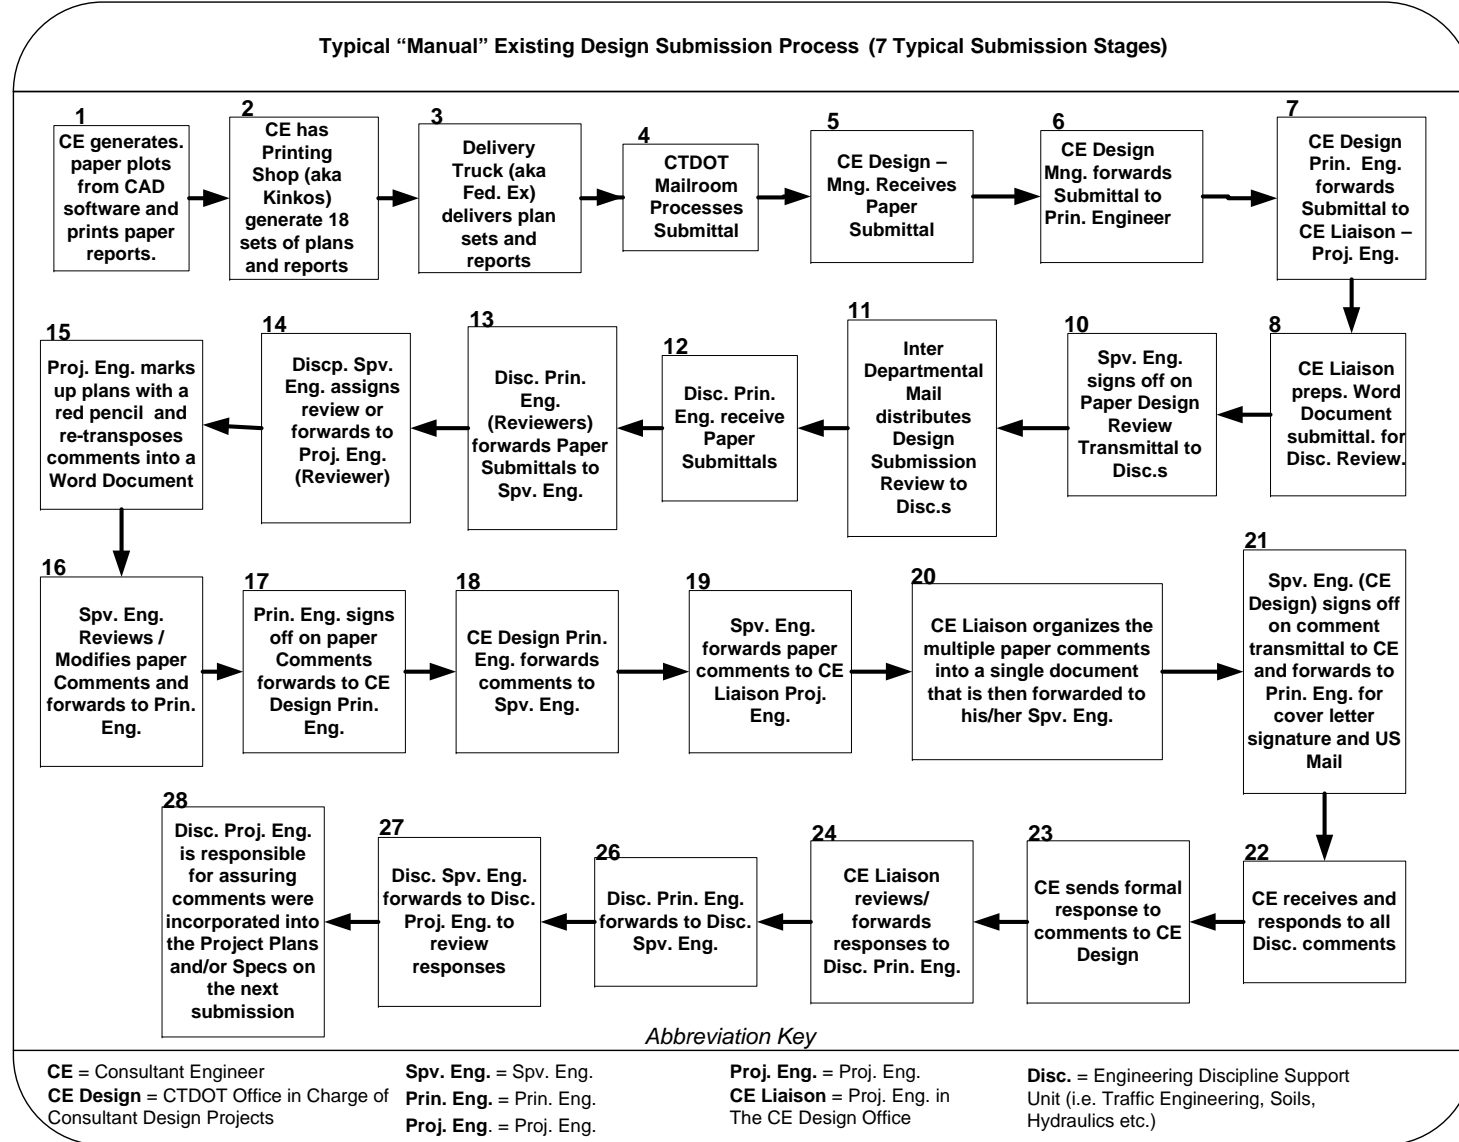 Typical “Manual” Existing Design Submission Process (7 Typical Submission Stages)
1
CE generates.
paper plots
from CAD
software and
prints paper
reports.
2
CE has
Printing
Shop (aka
Kinkos)
generate 18
sets of plans
and reports
3
Delivery
Truck (aka
Fed. Ex)
delivers plan
sets and
reports
4
CTDOT
Mailroom
Processes
Submittal
5
CE Design –
Mng. Receives
Paper
Submittal
6
CE Design
Mng. forwards
Submittal to
Prin. Engineer
7
CE Design
Prin. Eng.
forwards
Submittal to
CE Liaison –
Proj. Eng.
8
CE Liaison
preps. Word
Document
submittal. for
Disc. Review.
10
Spv. Eng.
signs off on
Paper Design
Review
Transmittal to
Disc.s
11
Inter
Departmental
Mail
distributes
Design
Submission
Review to
Disc.s
12
Disc. Prin.
Eng. receive
Paper
Submittals
13
Disc. Prin.
Eng.
(Reviewers)
forwards Paper
Submittals to
Spv. Eng.
14
Discp. Spv.
Eng. assigns
review or
forwards to
Proj. Eng.
(Reviewer)
15
Proj. Eng. marks
up plans with a
red pencil and
re-transposes
comments into a
Word Document
16
Spv. Eng.
Reviews /
Modifies paper
Comments and
forwards to Prin.
Eng.
17
Prin. Eng. signs
off on paper
Comments
forwards to CE
Design Prin.
Eng.
18
CE Design Prin.
Eng. forwards
comments to
Spv. Eng.
19
Spv. Eng.
forwards paper
comments to CE
Liaison Proj.
Eng.
20
CE Liaison organizes the
multiple paper comments
into a single document
that is then forwarded to
his/her Spv. Eng.
21
Spv. Eng. (CE
Design) signs off
on comment
transmittal to CE
and forwards to
Prin. Eng. for
cover letter
signature and US
Mail
22
CE receives and
responds to all
Disc. comments
23
CE sends formal
response to
comments to CE
Design
24
CE Liaison
reviews/
forwards
responses to
Disc. Prin. Eng.
26
Disc. Prin. Eng.
forwards to Disc.
Spv. Eng.
27
Disc. Spv. Eng.
forwards to Disc.
Proj. Eng. to
review
responses
28
Disc. Proj. Eng.
is responsible
for assuring
comments were
incorporated into
the Project Plans
and/or Specs on
the next
submission
Abbreviation Key
CE = Consultant Engineer
CE Design = CTDOT Office in Charge of
Consultant Design Projects
Spv. Eng. = Spv. Eng.
Prin. Eng. = Prin. Eng.
Proj. Eng. = Proj. Eng.
Proj. Eng. = Proj. Eng.
CE Liaison = Proj. Eng. in
The CE Design Office
Disc. = Engineering Discipline Support
Unit (i.e. Traffic Engineering, Soils,
Hydraulics etc.)